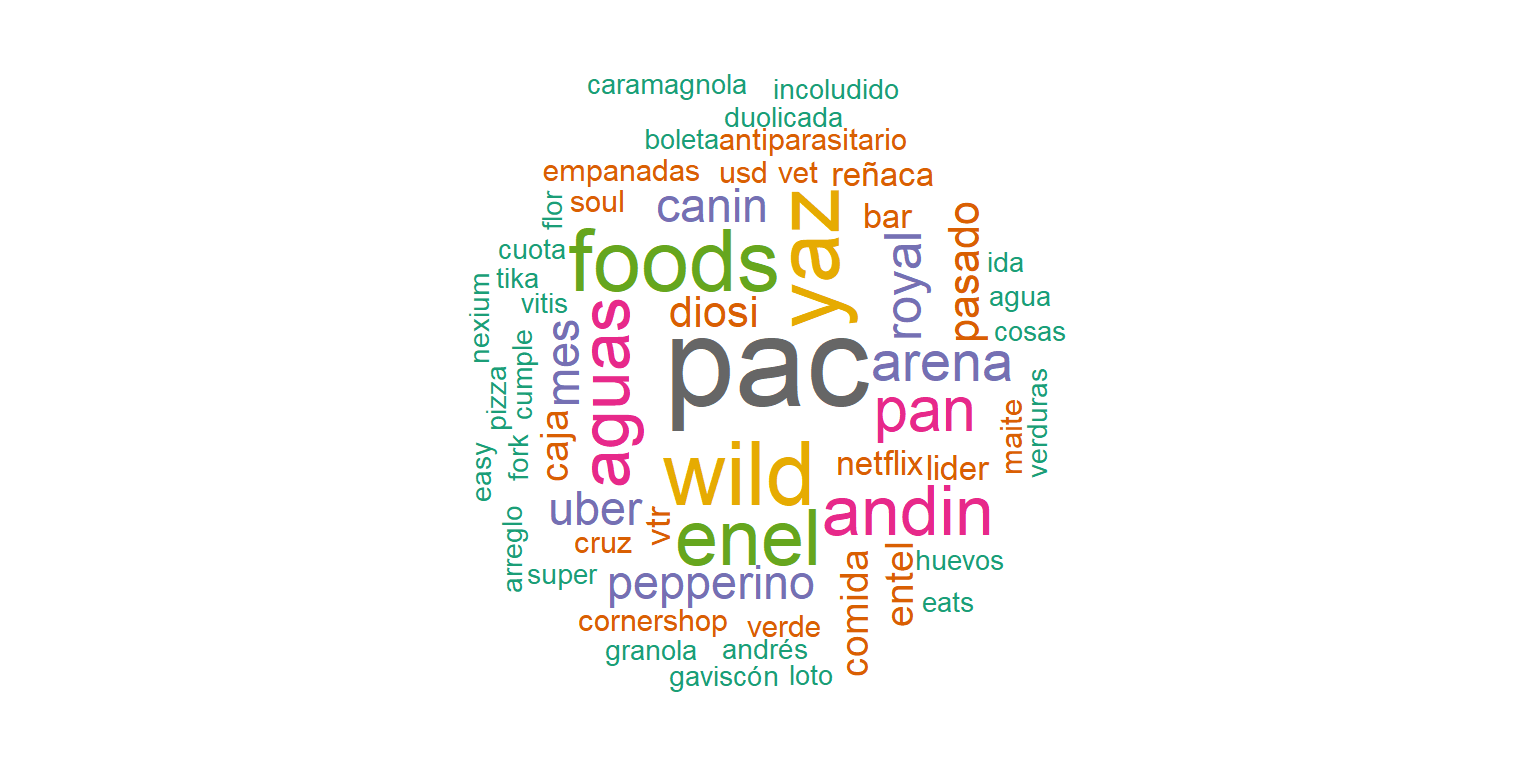 caramagnola
incoludido
duolicada
boleta
antiparasitario
empanadas
usd
vet
reñaca
flor
soul
canin
yaz
bar
pasado
cuota
foods
royal
ida
tika
agua
nexium
vitis
mes
aguas
diosi
cosas
cumple
pac
arena
pizza
verduras
caja
pan
maite
easy
fork
wild
netflix
lider
uber
vtr
andin
arreglo
cruz
enel
super
pepperino
comida
entel
huevos
eats
cornershop
verde
granola
andrés
gaviscón
loto